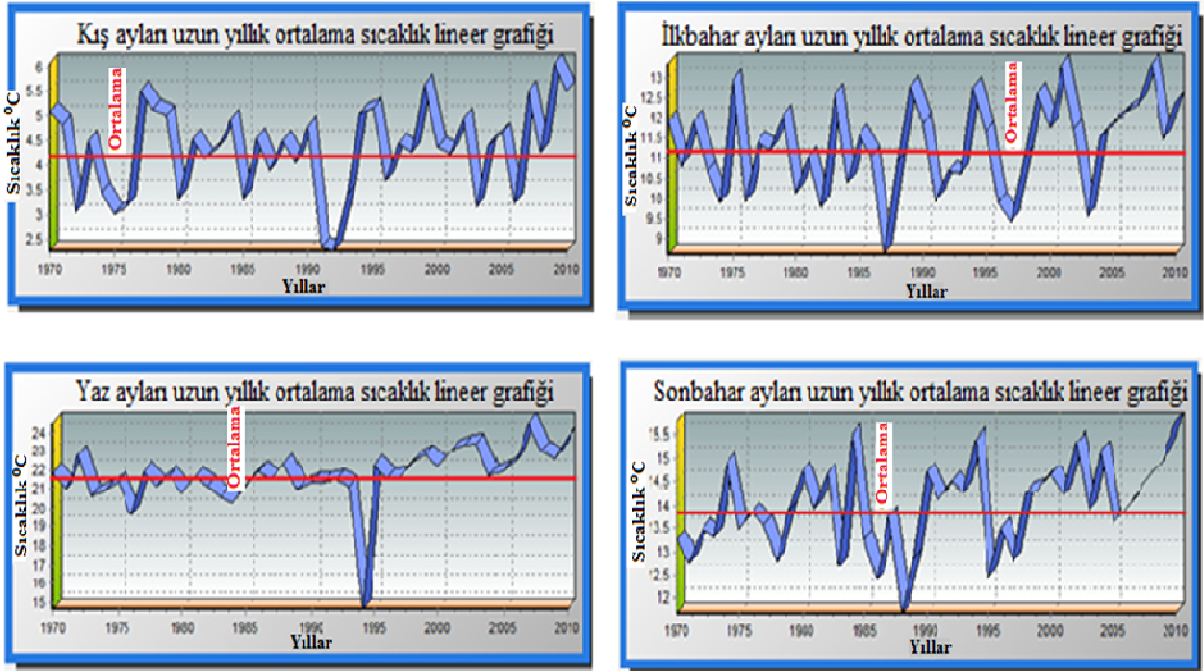 Kış ayları uzun yıllık ortalama sıcaklık lineer grafiği
Sıcaklık ⁰C
6
5.5
5
4.5
4
3.5
3
2.5
Ortalama
1970 1975 1980 1985 1990 1995 2000 2005 2010
Yıllar
İlkbahar ayları uzun yıllık ortalama sıcaklık lineer grafiği
Sıcaklık ⁰C
13
12.5
12
11.5
11
10.5
10
9.5
9
Ortalama
1970 1975 1980 1985 1990 1995 2000 2005 2010
Yıllar
Yaz ayları uzun yıllık ortalama sıcaklık lineer grafiği
Sıcaklık ⁰C
24
23
22
21
20
19
18
17
16
15
Ortalama
1970 1975 1980 1985 1990 1995 2000 2005 2010
Yıllar
Sonbahar ayları uzun yıllık ortalama sıcaklık lineer grafiği
Sıcaklık ⁰C
15.5
15
14.5
14
13.5
13
12.5
12
Ortalama
1970 1975 1980 1985 1990 1995 2000 2005 2010
Yıllar